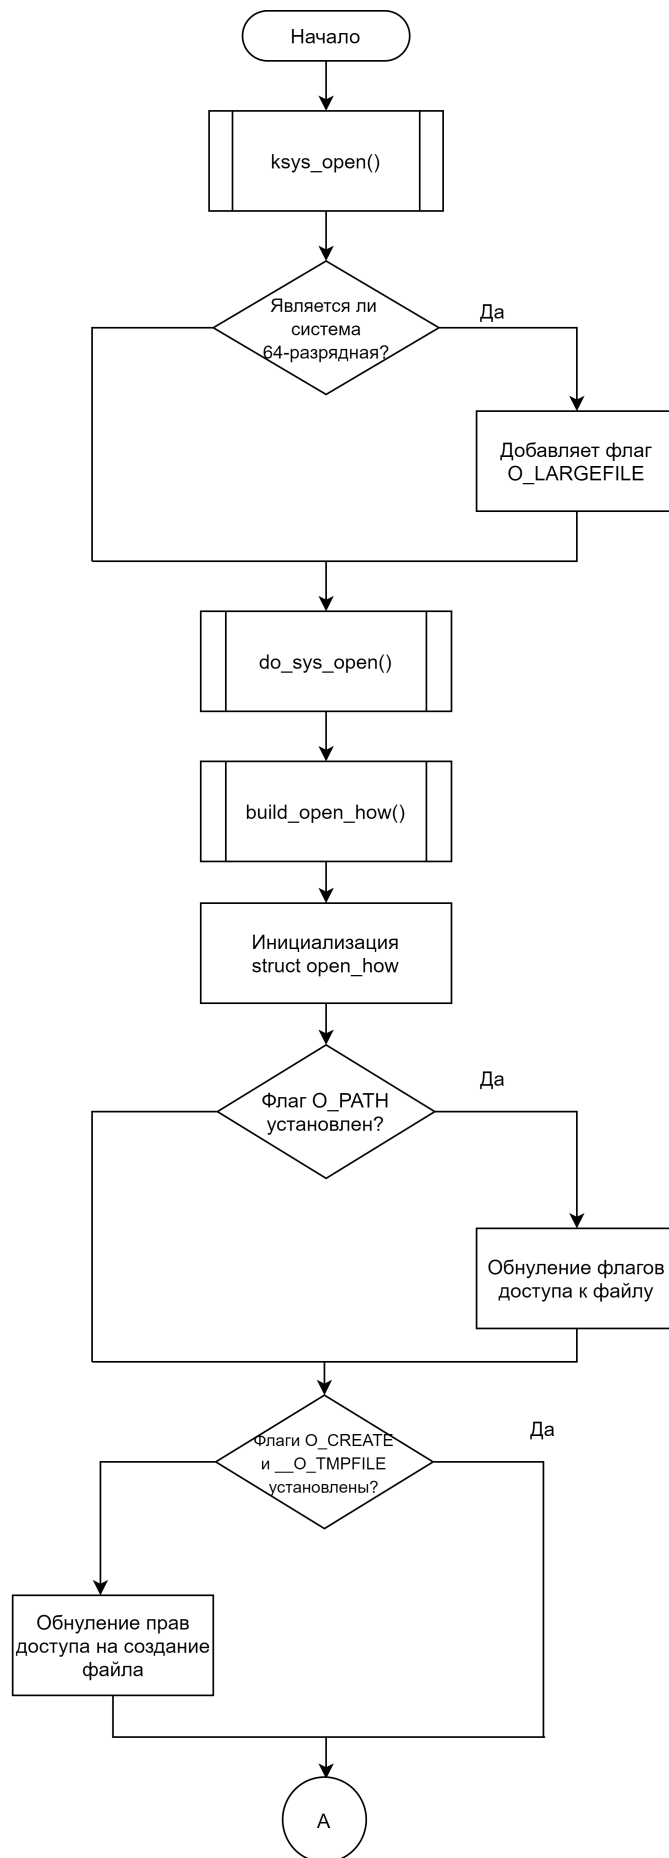 Начало
ksys_open()
Является ли
система
64-разрядная?
Да
Добавляет флаг
O_LARGEFILE
do_sys_open()
build_open_how()
Инициализация
struct open_how
Да
Флаг O_PATH
установлен?
Обнуление флагов
доступа к файлу
Да
Флаги O_CREATE
и __O_TMPFILE
установлены?
Обнуление прав
доступа на создание
файла
A